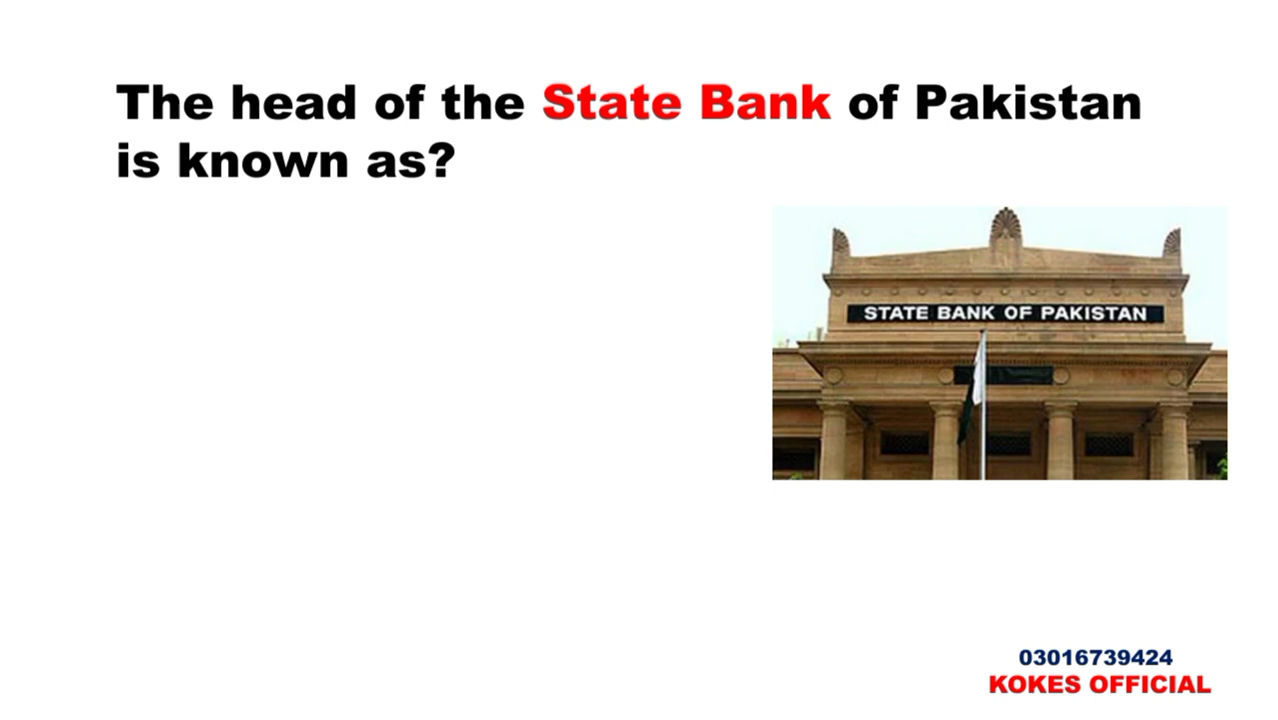 The head of the State Bank of Pakistan
is known as?
STATE BANK OF PAKISTAN
03016739424
KOKES OFFICIAL